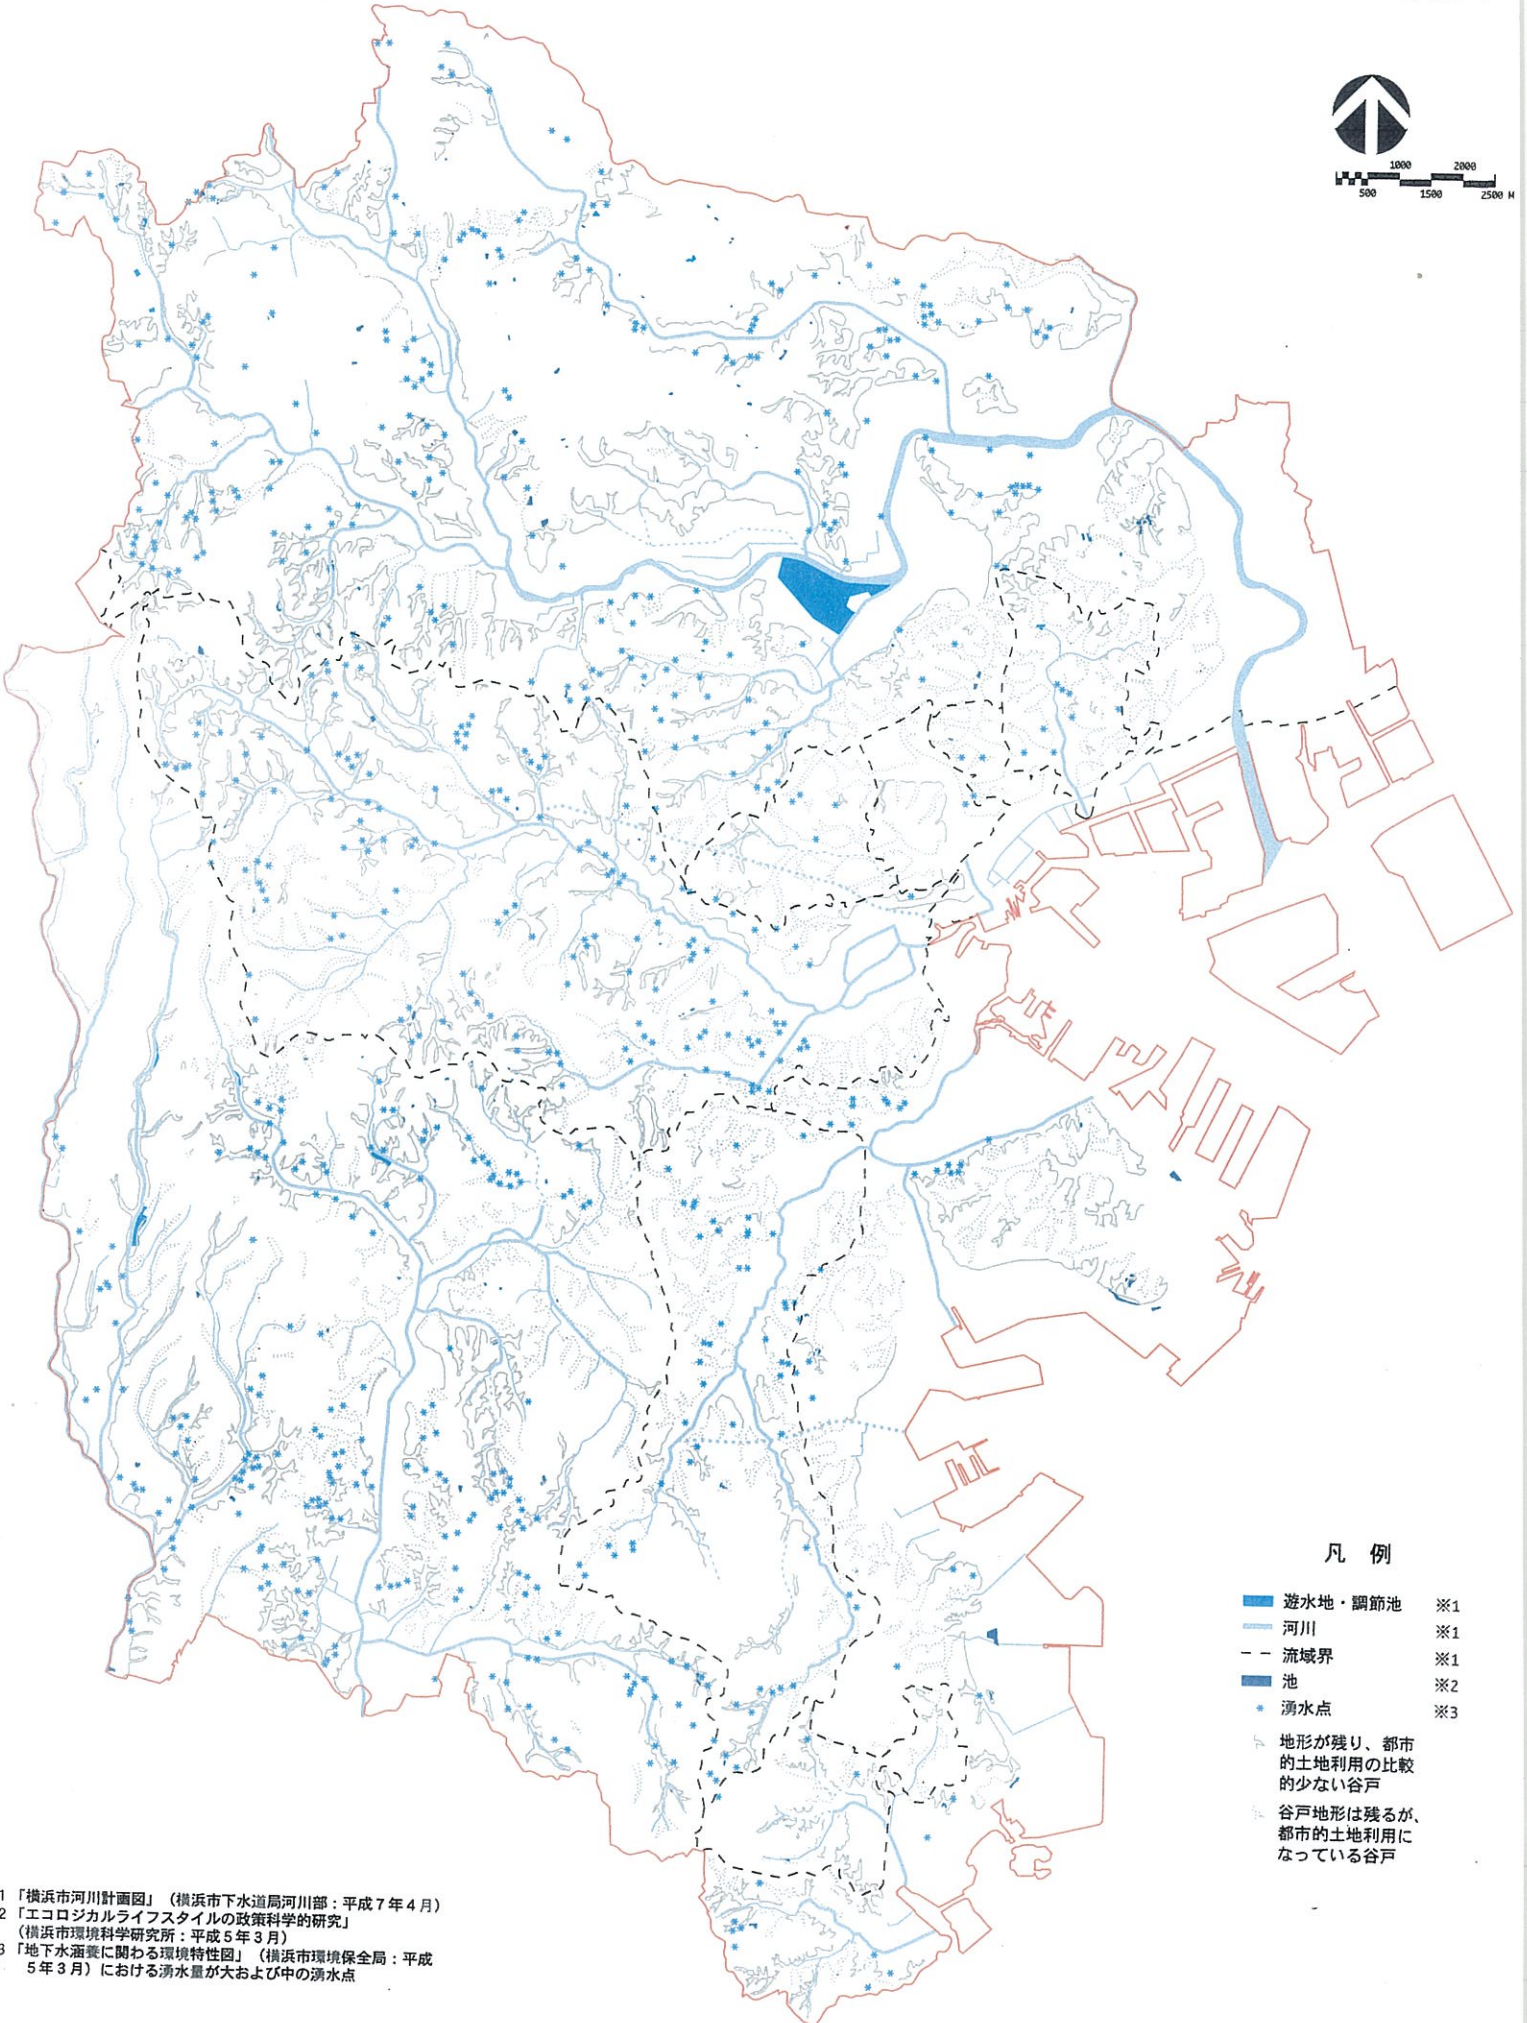 1000 2000
500 1500 2500 M
凡 例
遊水地・調節池 ※1
河川 ※1
流域界 ※1
池 ※2
湧水点 ※3
地形が残り、都市
的土地利用の比較
的少ない谷戸
谷戸地形は残るが、
都市的土地利用に
なっている谷戸
1 「横浜市河川計画図」（横浜市下水道局河川部：平成７年４月）
2 「エコロジカルライフスタイルの政策科学的研究」
（横浜市環境科学研究所：平成５年３月）
3 「地下水涵養に関わる環境特性図」（横浜市環境保全局：平成
５年３月）における湧水量が大および中の湧水点